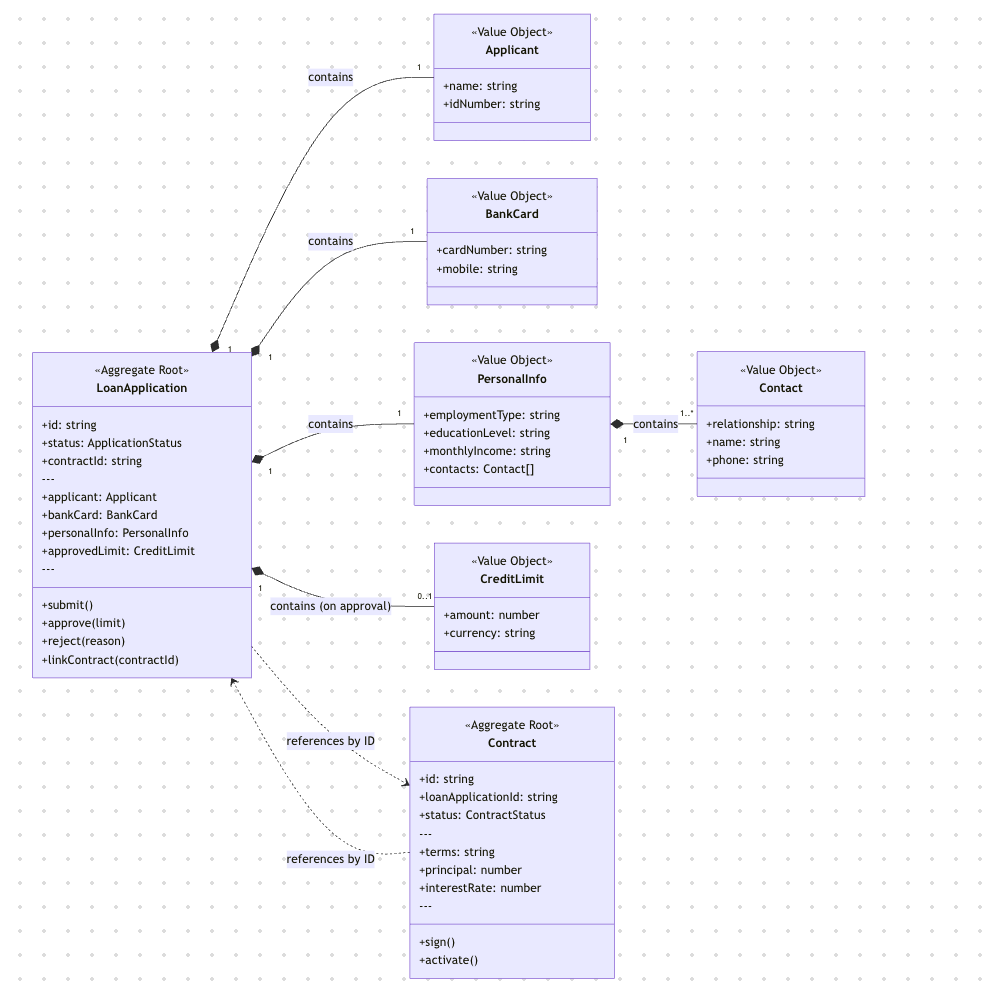 «Value Object»
Applicant
+name: string
+idNumber: string
contains
1
1
«Value Object»
BankCard
+cardNumber: string
+mobile: string
contains
1
1
«Aggregate Root»
LoanApplication
+id: string
+status: ApplicationStatus
+contractId: string
---
+applicant: Applicant
+bankCard: BankCard
+personalInfo: PersonalInfo
+approvedLimit: CreditLimit
---
+submit()
+approve(limit)
+reject(reason)
+linkContract(contractId)
contains
1
1
«Value Object»
PersonalInfo
+employmentType: string
+educationLevel: string
+monthlyIncome: string
+contacts: Contact[]
contains
1
1..*
«Value Object»
Contact
+relationship: string
+name: string
+phone: string
contains (on approval)
1
0..1
«Value Object»
CreditLimit
+amount: number
+currency: string
references by ID
references by ID
«Aggregate Root»
Contract
+id: string
+loanApplicationId: string
+status: ContractStatus
---
+terms: string
+principal: number
+interestRate: number
---
+sign()
+activate()